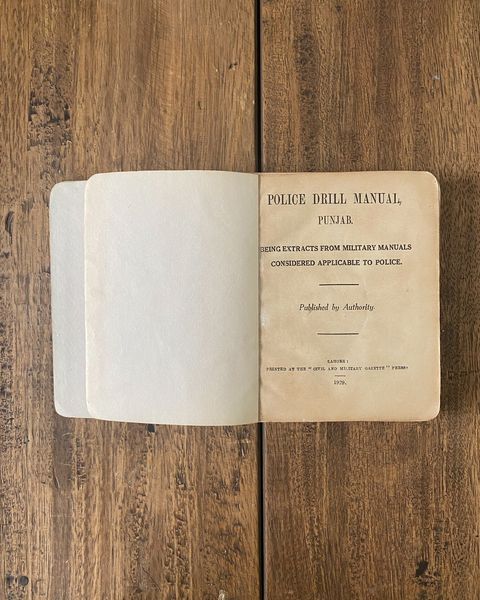 POLICE DRILL MANUAL,
PUNJAB.
BEING EXTRACTS FROM MILITARY MANUALS
CONSIDERED APPLICABLE TO POLICE.
Published by Authority.
LAHORE:
PRINTED AT THE "CIVIL AND MILITARY GAZETTE" PRESS:
1929.